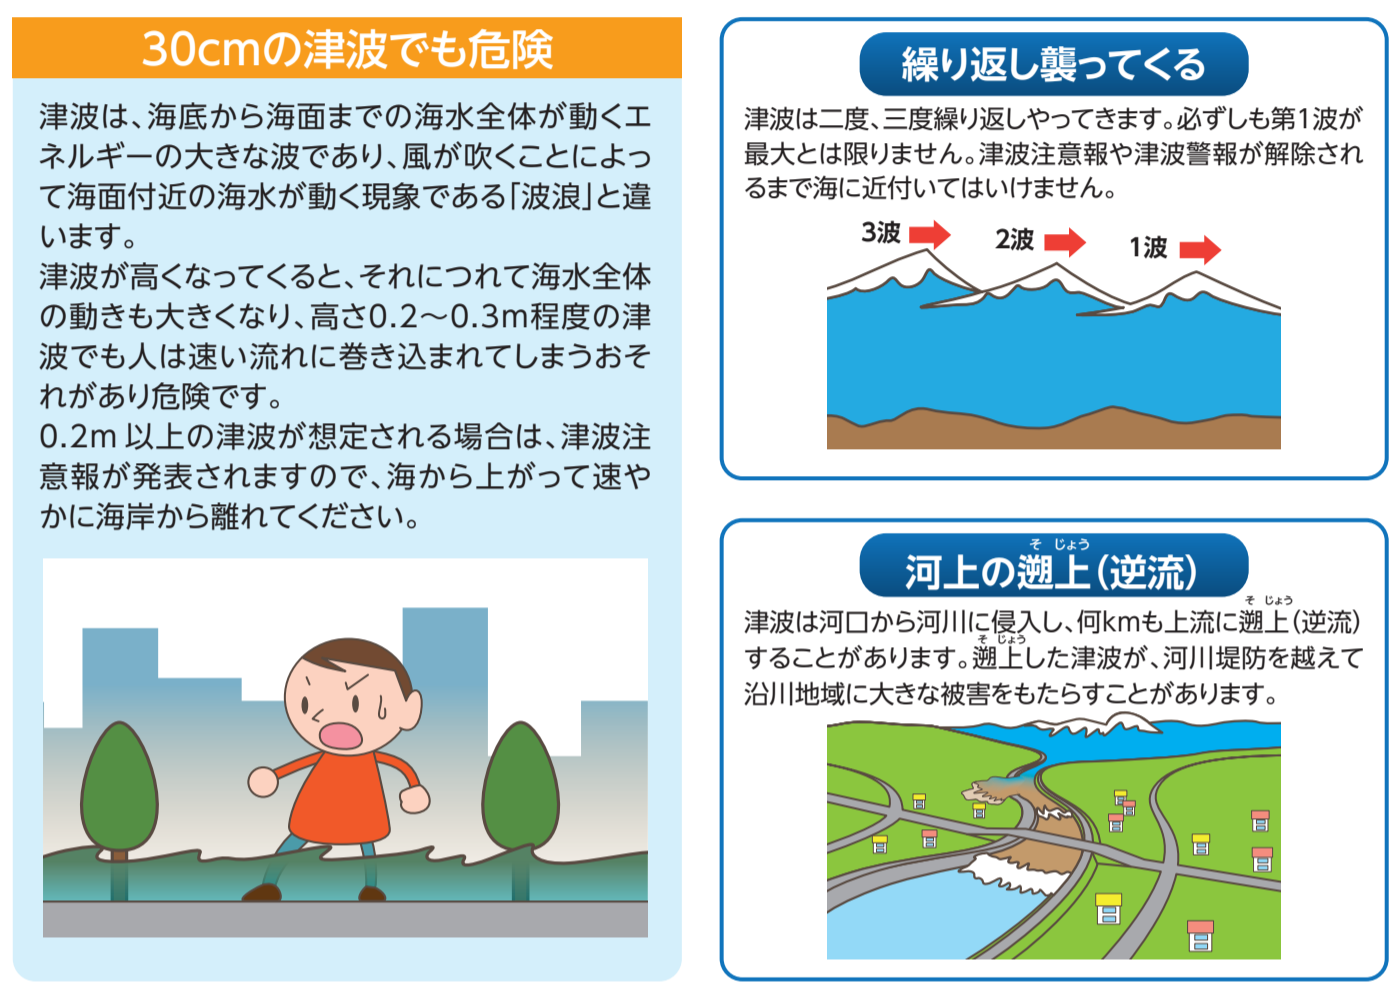 30cmの津波でも危険
津波は、海底から海面までの海水全体が動くエ
ネルギーの大きな波であり、風が吹くことによっ
て海面付近の海水が動く現象である「波浪」と違
います。
津波が高くなってくると、それにつれて海水全体
の動きも大きくなり、高さ0.2～0.3m程度の津
波でも人は速い流れに巻き込まれてしまうおそ
れがあり危険です。
0.2m 以上の津波が想定される場合は、津波注
意報が発表されますので、海から上がって速や
かに海岸から離れてください。
繰り返し襲ってくる
津波は二度、三度繰り返しやってきます。必ずしも第1波が
最大とは限りません。津波注意報や津波警報が解除され
るまで海に近付いてはいけません。
3波
2波
1波
そ じょう
河上の遡上（逆流）
そ じょう
津波は河口から河川に侵入し、何kmも上流に遡上（逆流）
そ じょう
することがあります。遡上した津波が、河川堤防を越えて
沿川地域に大きな被害をもたらすことがあります。